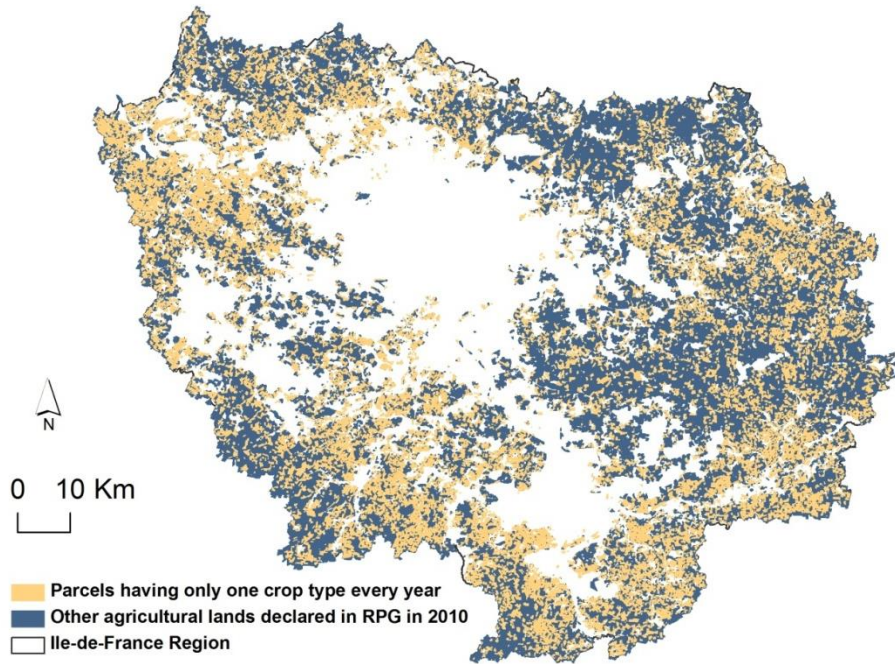 N
0 10 Km
Parcels having only one crop type every year
Other agricultural lands declared in RPG in 2010
Ile-de-France Region